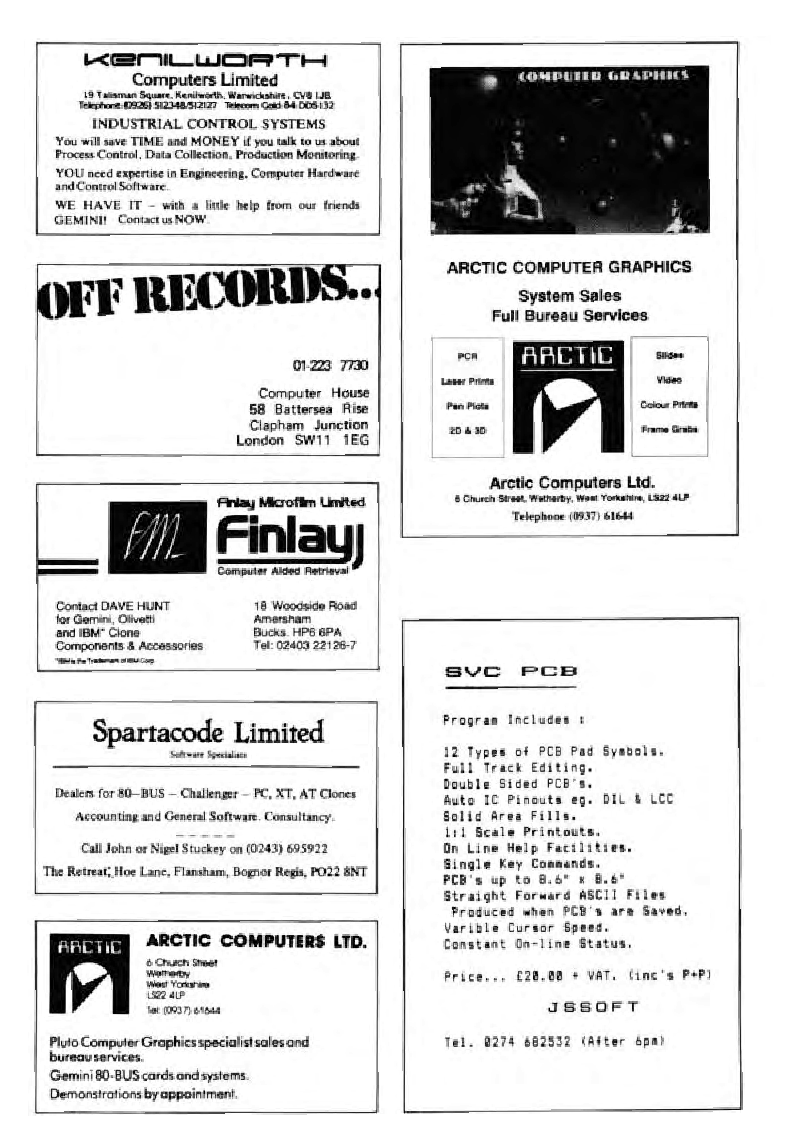 KENILWORTH
Computers Limited
19 Talisman Square, Kenilworth, Warwickshire, CV8 1JB
Telephone (0926) 512348/512127 Telecom Gold 84 DDS132
INDUSTRIAL CONTROL SYSTEMS
You will save TIME and MONEY if you talk to us about
Process Control, Data Collection, Production Monitoring.
YOU need expertise in Engineering, Computer Hardware
and Control Software.
WE HAVE IT – with a little help from our friends
GEMINI! Contact us NOW.
OFF RECORDS...
01-223 7730
Computer House
58 Battersea Rise
Clapham Junction
London SW11 1EG
FM
Finlay Microfilm Limited
Finlay
Computer Aided Retrieval
Contact DAVE HUNT
for Gemini, Olivetti
and IBM* Clone
Components & Accessories
*IBM is the Trademark of IBM Corp
18 Woodside Road
Amersham
Bucks. HP6 6PA
Tel: 02403 22126-7
Spartacode Limited
Software Specialists
Dealers for 80–BUS – Challenger – PC, XT, AT Clones
Accounting and General Software. Consultancy.
– – – – –
Call John or Nigel Stuckey on (0243) 695922
The Retreat, Hoe Lane, Flansham, Bognor Regis, PO22 8NT
ARCTIC
ARCTIC COMPUTERS LTD.
6 Church Street
Wetherby
West Yorkshire
LS22 4LP
Tel: (0937) 61644
Pluto Computer Graphics specialist sales and
bureau services.
Gemini 80-BUS cards and systems.
Demonstrations by appointment.
COMPUTER GRAPHICS
ARCTIC COMPUTER GRAPHICS
System Sales
Full Bureau Services
PCR
Laser Prints
Pen Plots
2D & 3D
ARCTIC
Slides
Video
Colour Prints
Frame Grabs
Arctic Computers Ltd.
6 Church Street, Wetherby, West Yorkshire, LS22 4LP
Telephone (0937) 61644
SVC PCB
Program Includes :
12 Types of PCB Pad Symbols.
Full Track Editing.
Double Sided PCB's.
Auto IC Pinouts eg. DIL & LCC
Solid Area Fills.
1:1 Scale Printouts.
On Line Help Facilities.
Single Key Commands.
PCB's up to 8.6" x 8.6"
Straight Forward ASCII Files
Produced when PCB's are Saved.
Varible Cursor Speed.
Constant On-line Status.
Price... £20.00 + VAT. (inc's P+P)
JSSOFT
Tel. 0274 682532 (After 6pm)